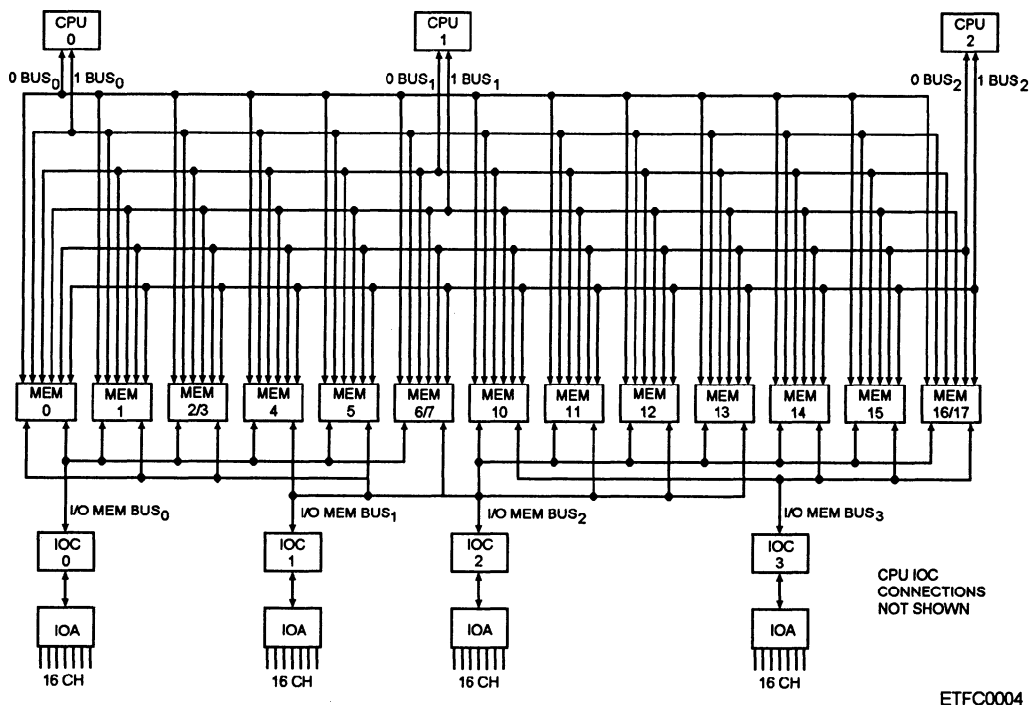 CPU
0
CPU
1
CPU
2
0 BUS0
1 BUS0
0 BUS1
1 BUS1
0 BUS2
1 BUS2
MEM
0
MEM
1
MEM
2/3
MEM
4
MEM
5
MEM
6/7
MEM
10
MEM
11
MEM
12
MEM
13
MEM
14
MEM
15
MEM
16/17
I/O MEM BUS0
I/O MEM BUS1
I/O MEM BUS2
I/O MEM BUS3
IOC
0
IOC
1
IOC
2
IOC
3
CPU IOC
CONNECTIONS
NOT SHOWN
IOA
IOA
IOA
IOA
16 CH
16 CH
16 CH
16 CH
ETFC0004